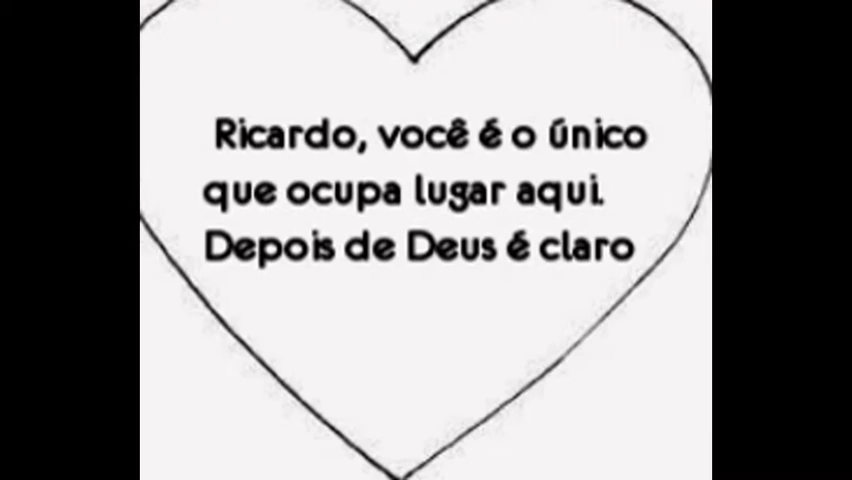 Ricardo, você é o único
que ocupa lugar aqui.
Depois de Deus é claro